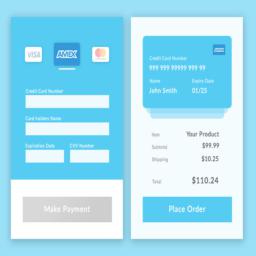 VISA
AMEX
Credit Card Number
Card holders Name
Expiration Date
CVV Number
Make Payment
AMEX
Credit Card Number
999 999 99999 999 99
Name
Expire Date
John Smith
01/25
Item
Your Product
Subtotal
$99.99
Shipping
$10.25
Total
$110.24
Place Order